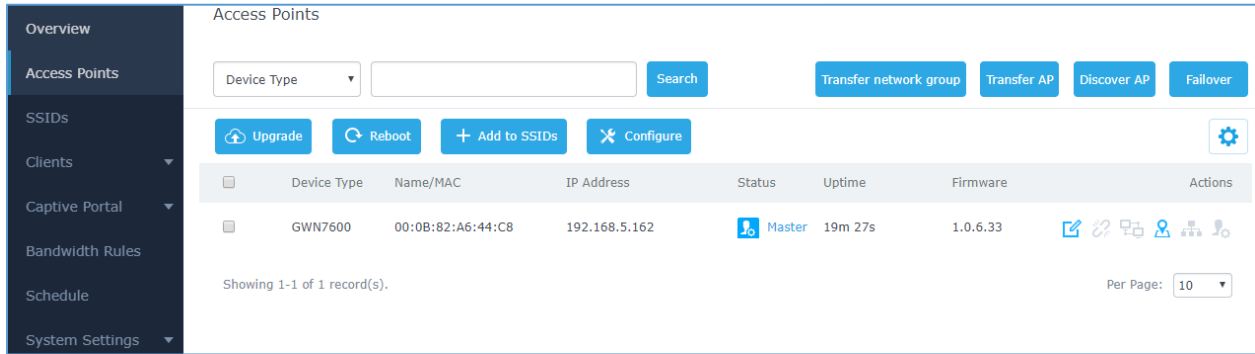 Overview
Access Points
SSIDs
Clients
Captive Portal
Bandwidth Rules
Schedule
System Settings
Access Points
Device Type Search Transfer network group Transfer AP Discover AP Failover
Upgrade Reboot Add to SSIDs Configure
Device Type Name/MAC IP Address Status Uptime Firmware Actions
GWN7600 00:0B:82:A6:44:C8 192.168.5.162 Master 19m 27s 1.0.6.33
Showing 1-1 of 1 record(s). Per Page: 10